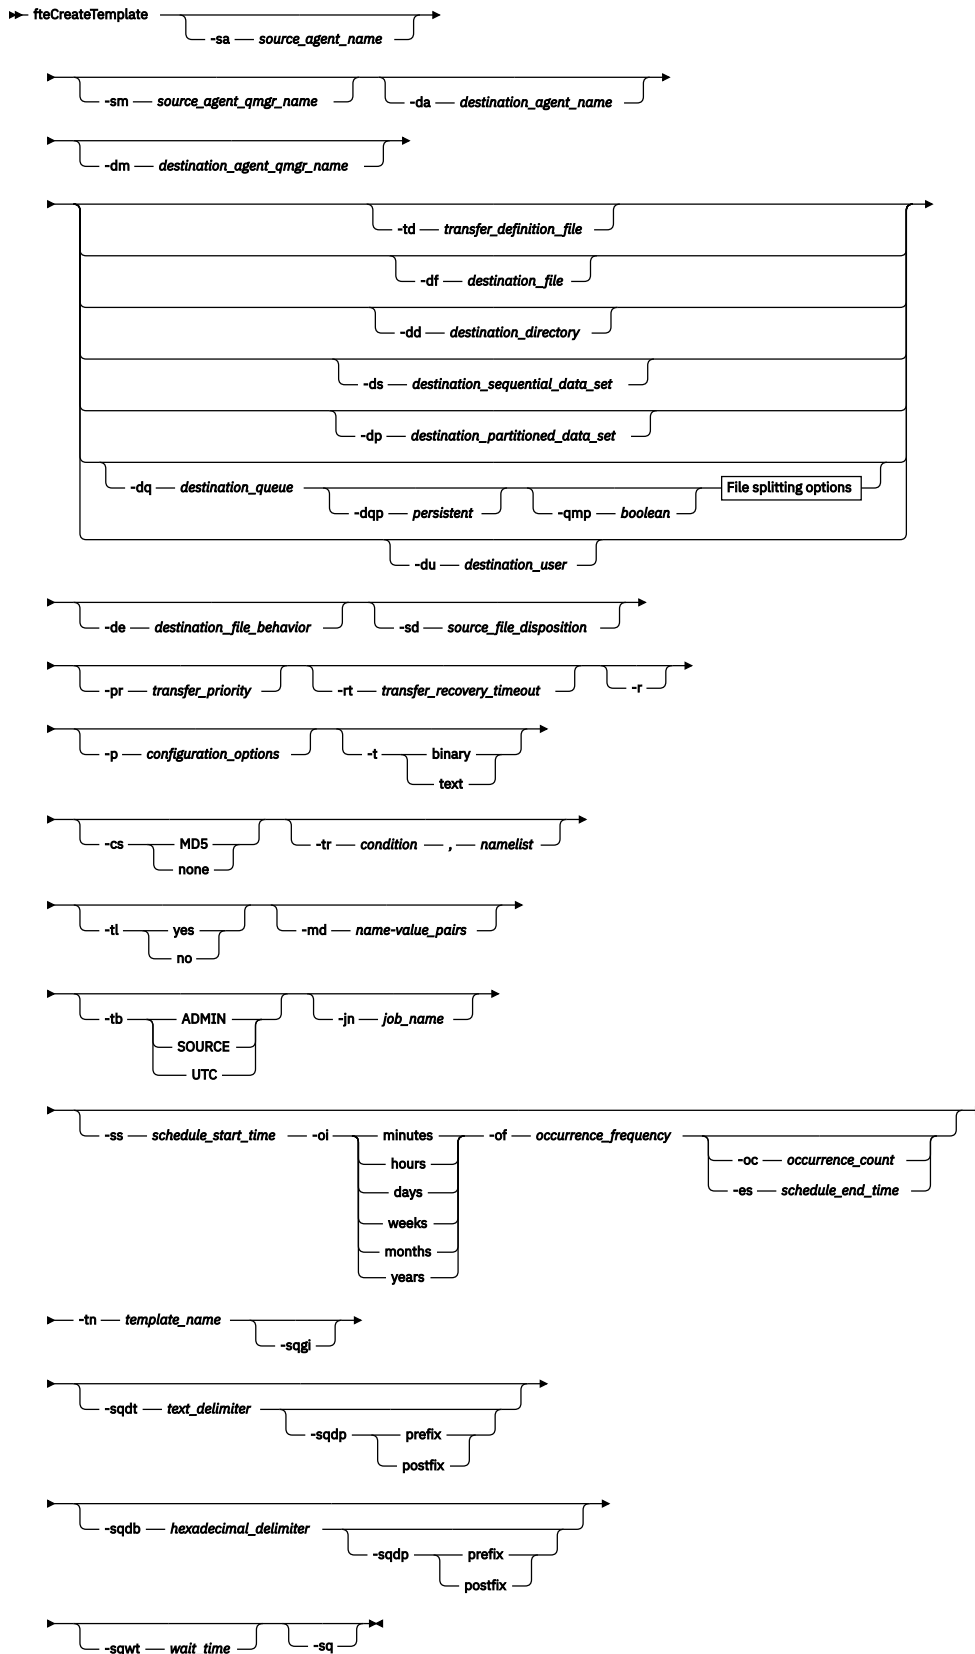 fteCreateTemplate
-sa source_agent_name
-sm source_agent_qmgr_name -da destination_agent_name
-dm destination_agent_qmgr_name
-td transfer_definition_file
-df destination_file
-dd destination_directory
-ds destination_sequential_data_set
-dp destination_partitioned_data_set
-dq destination_queue File splitting options
-dqp persistent -qmp boolean
-du destination_user
-de destination_file_behavior -sd source_file_disposition
-pr transfer_priority -rt transfer_recovery_timeout -r
-p configuration_options -t binary
text
-cs MD5 -tr condition , namelist
none
-tl yes -md name-value_pairs
no
-tb ADMIN -jn job_name
SOURCE
UTC
-ss schedule_start_time -oi minutes -of occurrence_frequency
hours -oc occurrence_count
days -es schedule_end_time
weeks
months
years
-tn template_name
-sqgi
-sqdt text_delimiter
-sqdp prefix
postfix
-sqdb hexadecimal_delimiter
-sqdp prefix
postfix
-sqwt wait_time -sq